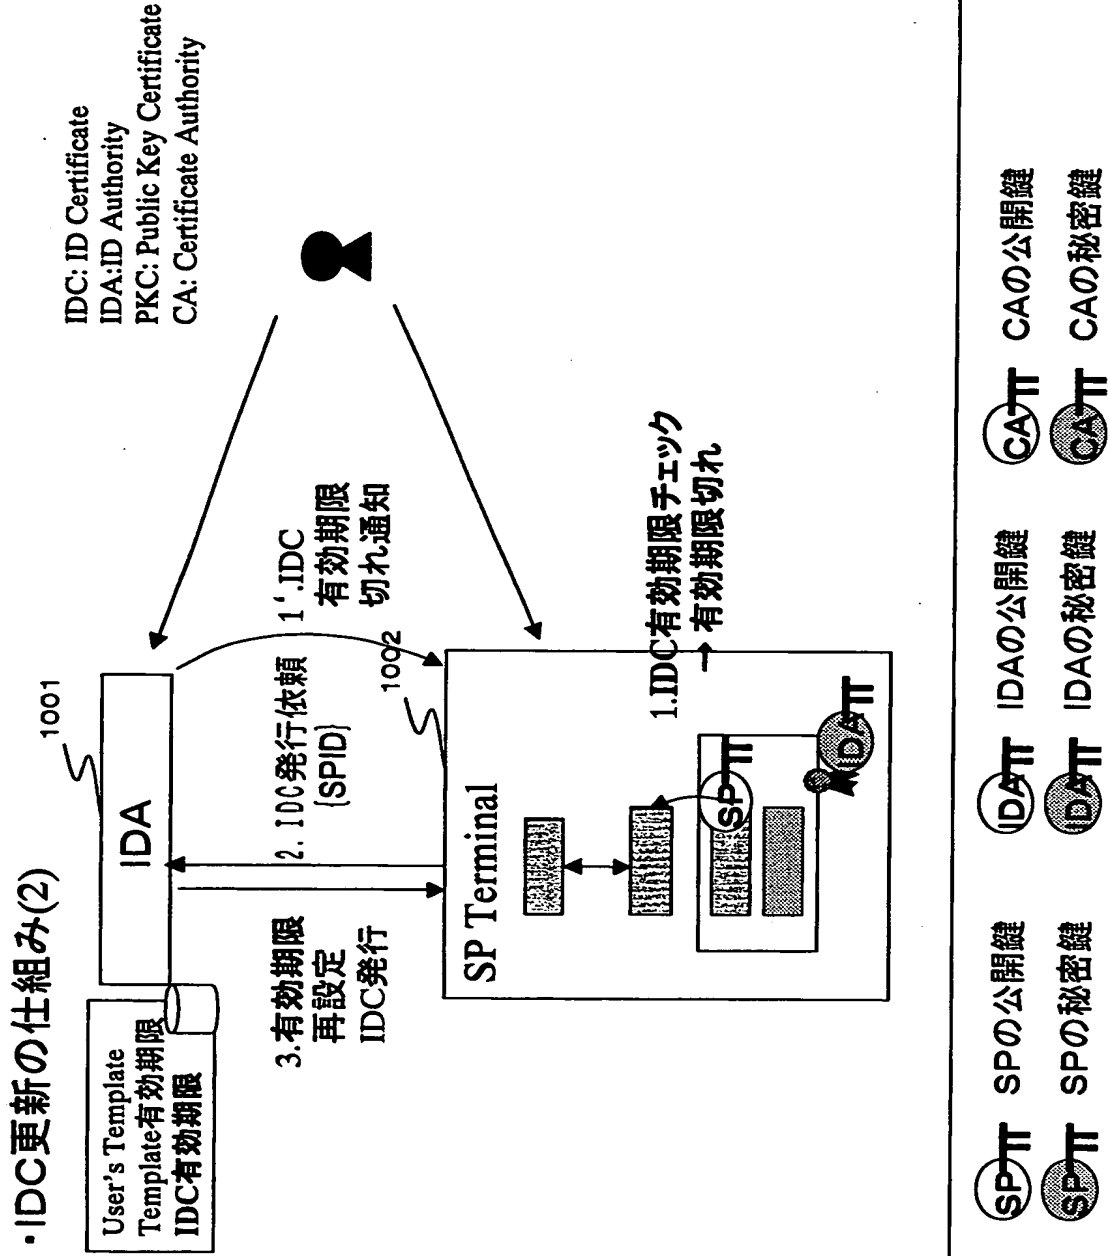 ・IDC更新の仕組み(2)
IDC: ID Certificate
IDA:ID Authority
PKC: Public Key Certificate
CA: Certificate Authority
User's Template
Template有効期限
IDC有効期限
IDA
1001
3.有効期限
再設定
IDC発行
2. IDC発行依頼
{SPID}
1'.IDC
有効期限
切れ通知
1002
SP Terminal
1.IDC有効期限チェック
→有効期限切れ
SP
IDA
SP SPの公開鍵
SP SPの秘密鍵
IDA IDAの公開鍵
IDA IDAの秘密鍵
CA CAの公開鍵
CA CAの秘密鍵